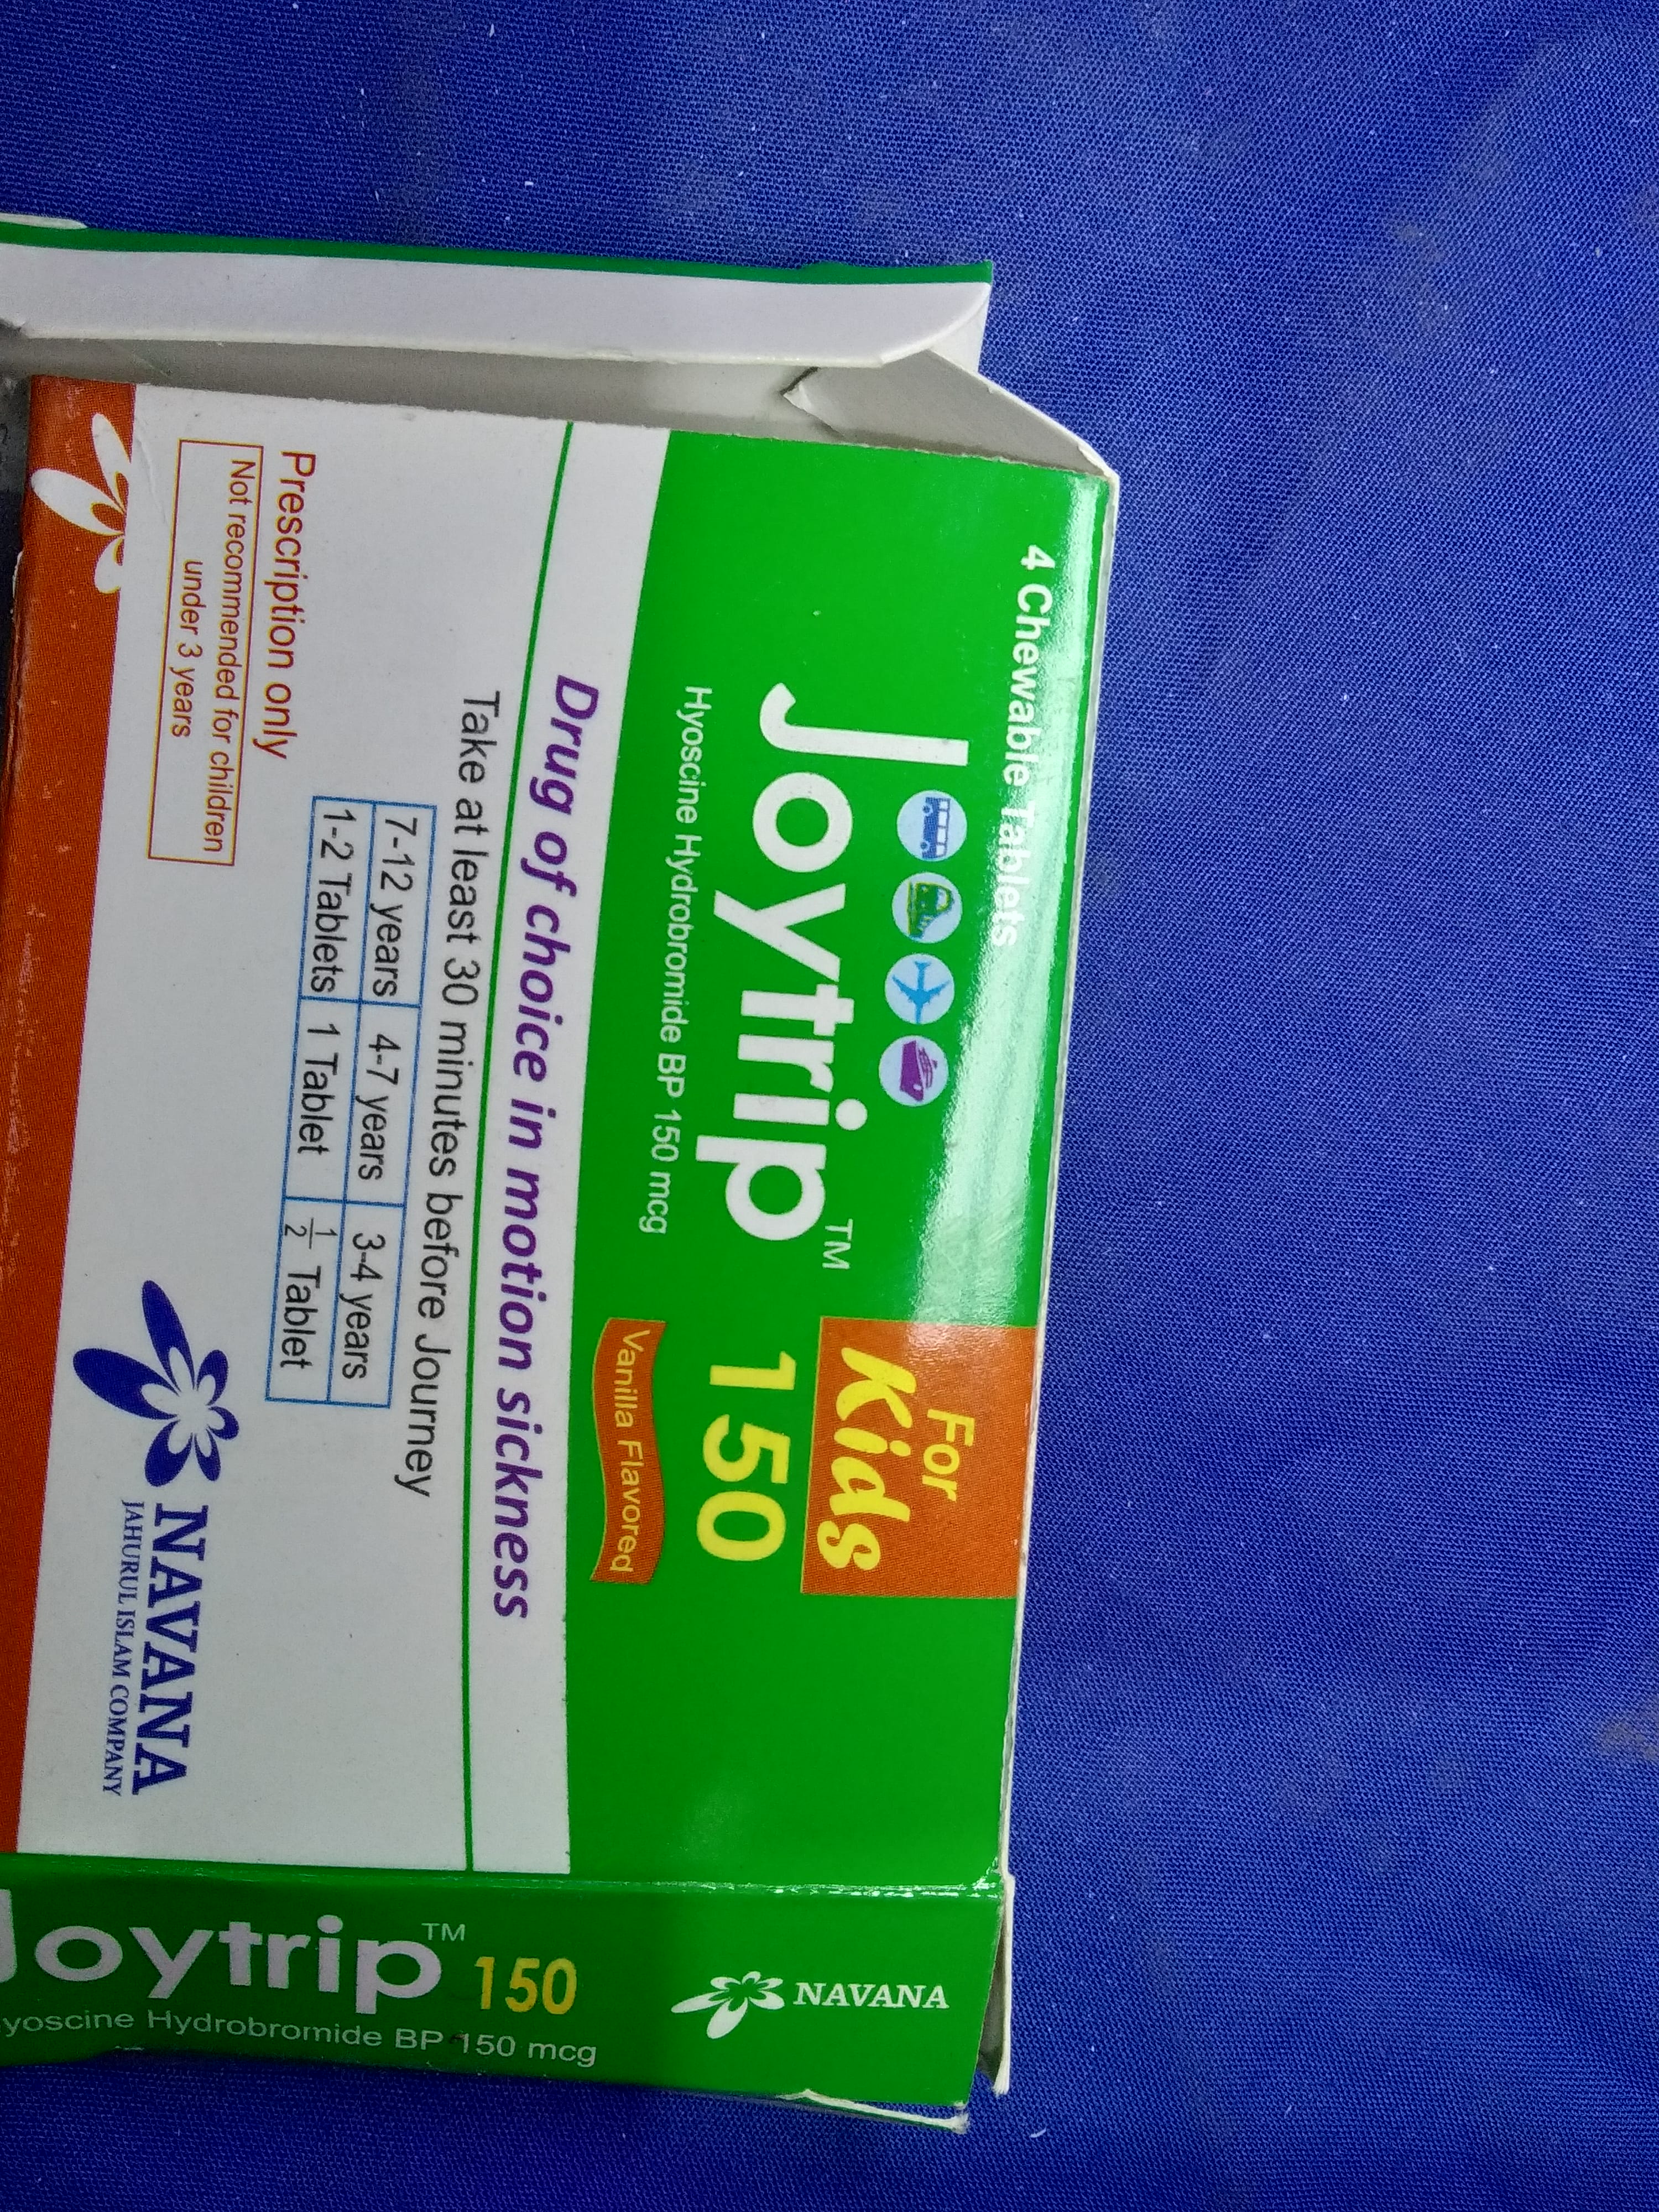 4 Chewable Tablets
Joytrip™
For
Kids
150
Hyoscine Hydrobromide BP 150 mcg
Vanilla Flavored
Drug of choice in motion sickness
Take at least 30 minutes before Journey
7-12 years 4-7 years 3-4 years
1-2 Tablets 1 Tablet ½ Tablet
Prescription only
Not recommended for children
under 3 years
NAVANA
JAHURUL ISLAM COMPANY
NAVANA
Joytrip™ 150
Hydrobromide BP 150 mcg